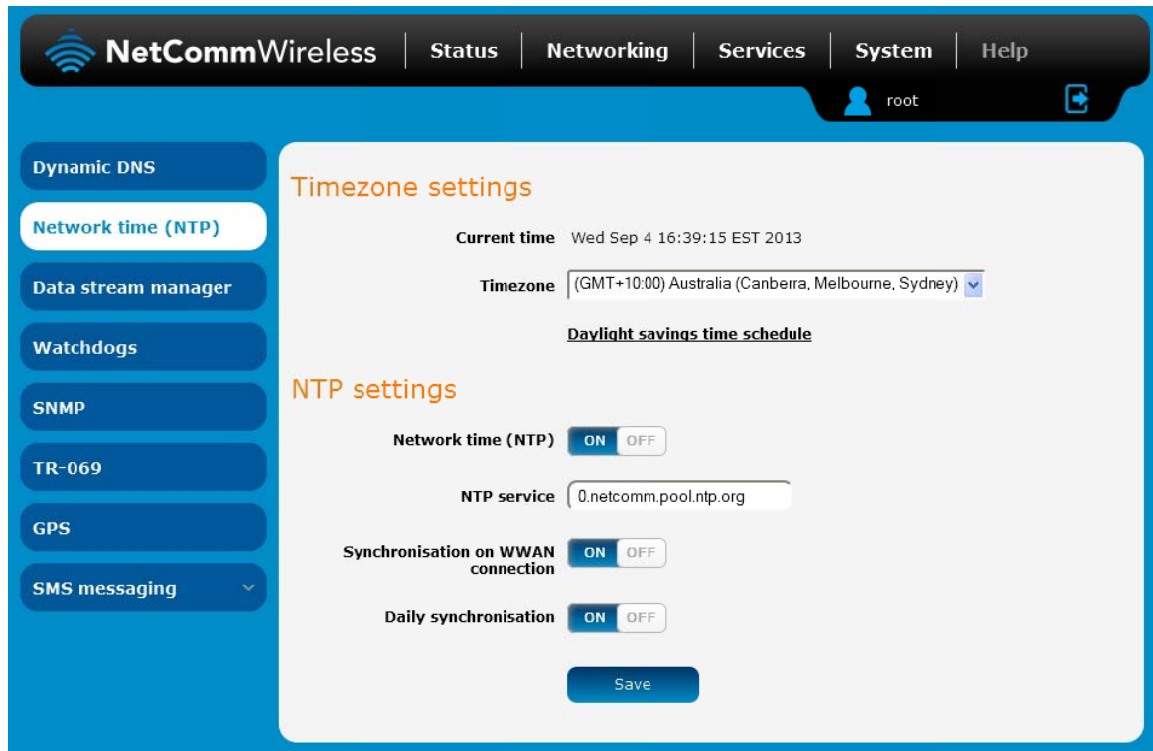 NetCommWireless Status Networking Services System Help
root
Dynamic DNS
Network time (NTP)
Data stream manager
Watchdogs
SNMP
TR-069
GPS
SMS messaging
Timezone settings
Current time Wed Sep 4 16:39:15 EST 2013
Timezone (GMT+10:00) Australia (Canberra, Melbourne, Sydney)
Daylight savings time schedule
NTP settings
Network time (NTP) ON OFF
NTP service 0.netcomm.pool.ntp.org
Synchronisation on WWAN
connection ON OFF
Daily synchronisation ON OFF
Save